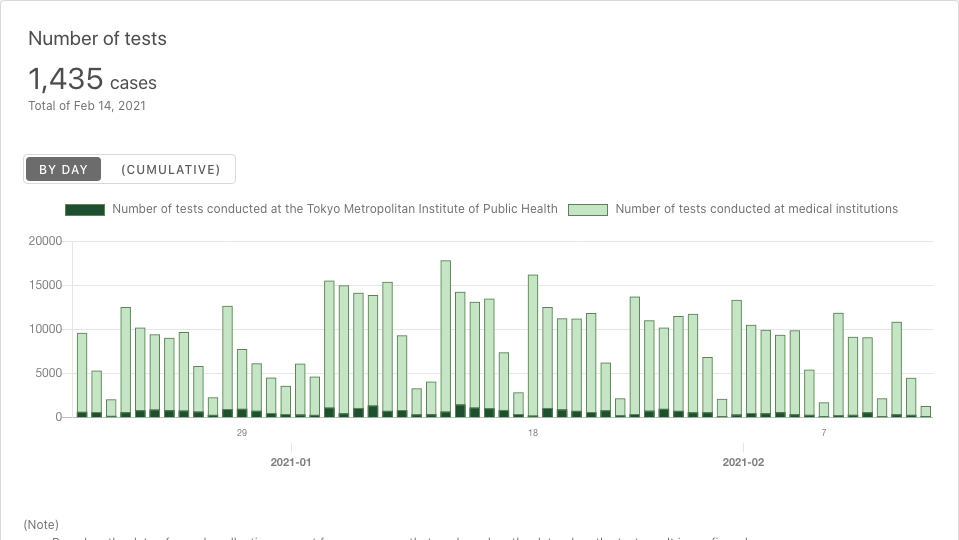 Number of tests
1,435 cases
Total of Feb 14, 2021
BY DAY
(CUMULATIVE)
Number of tests conducted at the Tokyo Metropolitan Institute of Public Health
Number of tests conducted at medical institutions
20000
15000
10000
5000
0
29
18
7
2021-01
2021-02
(Note)